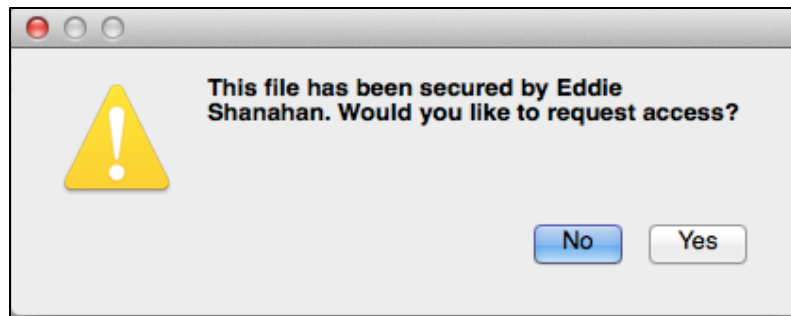 This file has been secured by Eddie
Shanahan. Would you like to request access?
No Yes